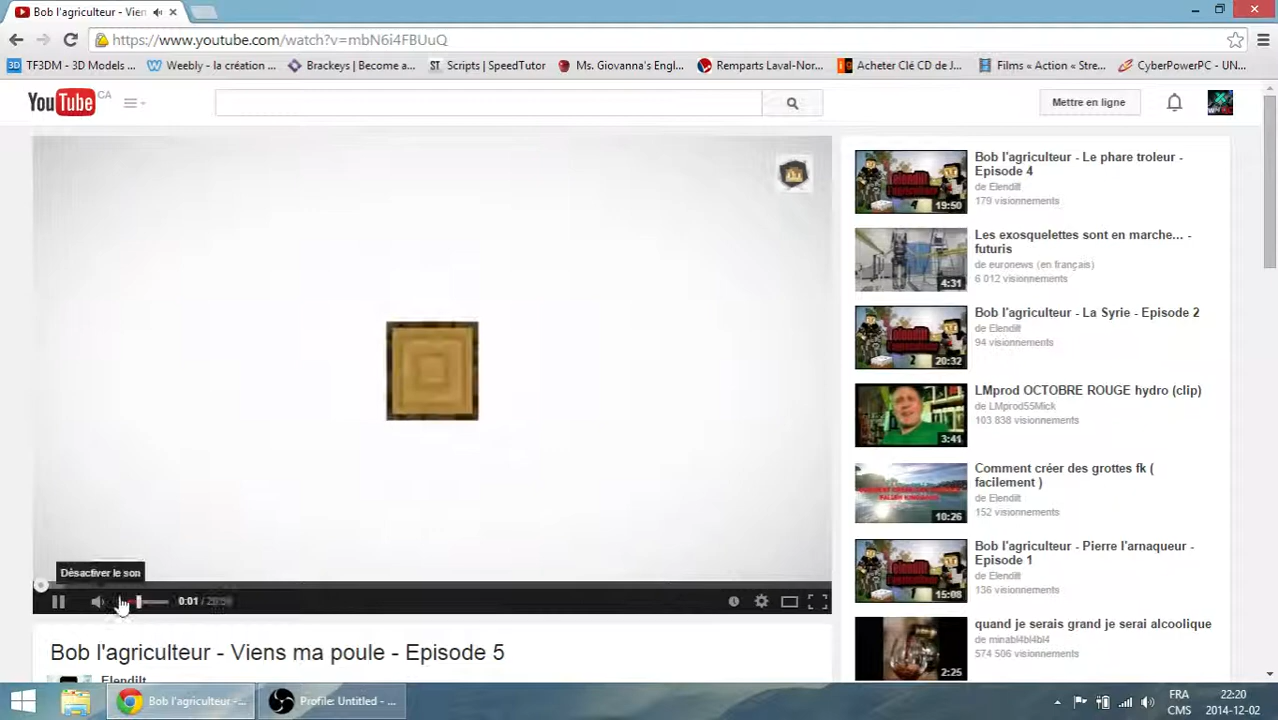 Bob l'agriculteur - Vien
https://www.youtube.com/watch?v=mbN6i4FBUuQ
3D TF3DM - 3D Models ...
Weebly - la création ...
Brackeys | Become a...
ST Scripts | SpeedTutor
Ms. Giovanna's Engl...
Remparts Laval-Nor...
Acheter Clé CD de J...
Films « Action « Stre...
CyberPowerPC - UN...
YouTube CA
Mettre en ligne
Bob l'agriculteur - Le phare troleur -
Episode 4
de Elendilt
179 visionnements
19:50
Les exosquelettes sont en marche... -
futuris
de euronews (en français)
6 012 visionnements
4:31
Bob l'agriculteur - La Syrie - Episode 2
de Elendilt
94 visionnements
20:32
LMprod OCTOBRE ROUGE hydro (clip)
de LMprod55Mick
103 838 visionnements
3:41
Comment créer des grottes fk (
facilement )
de Elendilt
152 visionnements
10:26
Bob l'agriculteur - Pierre l'arnaqueur -
Episode 1
de Elendilt
136 visionnements
15:08
quand je serais grand je serai alcoolique
de minabl4bl4bl4
574 506 visionnements
2:25
Désactiver le son
0:01
Bob l'agriculteur - Viens poule - Episode 5
Elendilt
Bob l'agriculteur -...
Profile: Untitled - ...
FRA
CMS
22:20
2014-12-02